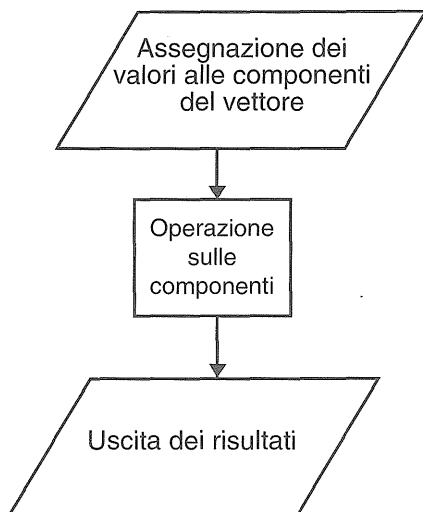 Assegnazione dei
valori alle componenti
del vettore
Operazione
sulle
componenti
Uscita dei risultati